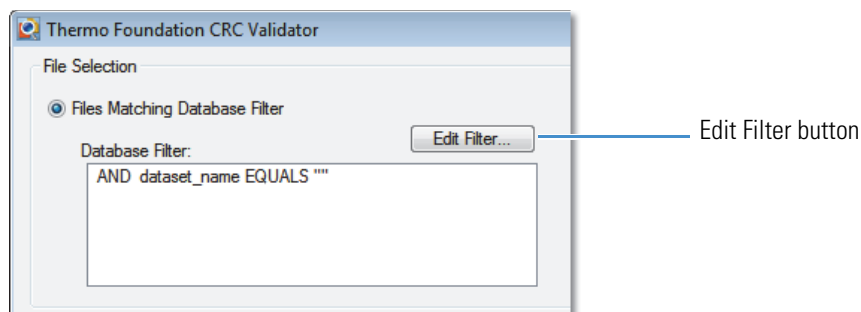 Thermo Foundation CRC Validator
File Selection
Files Matching Database Filter
Edit Filter...
Edit Filter button
Database Filter:
AND dataset_name EQUALS ""